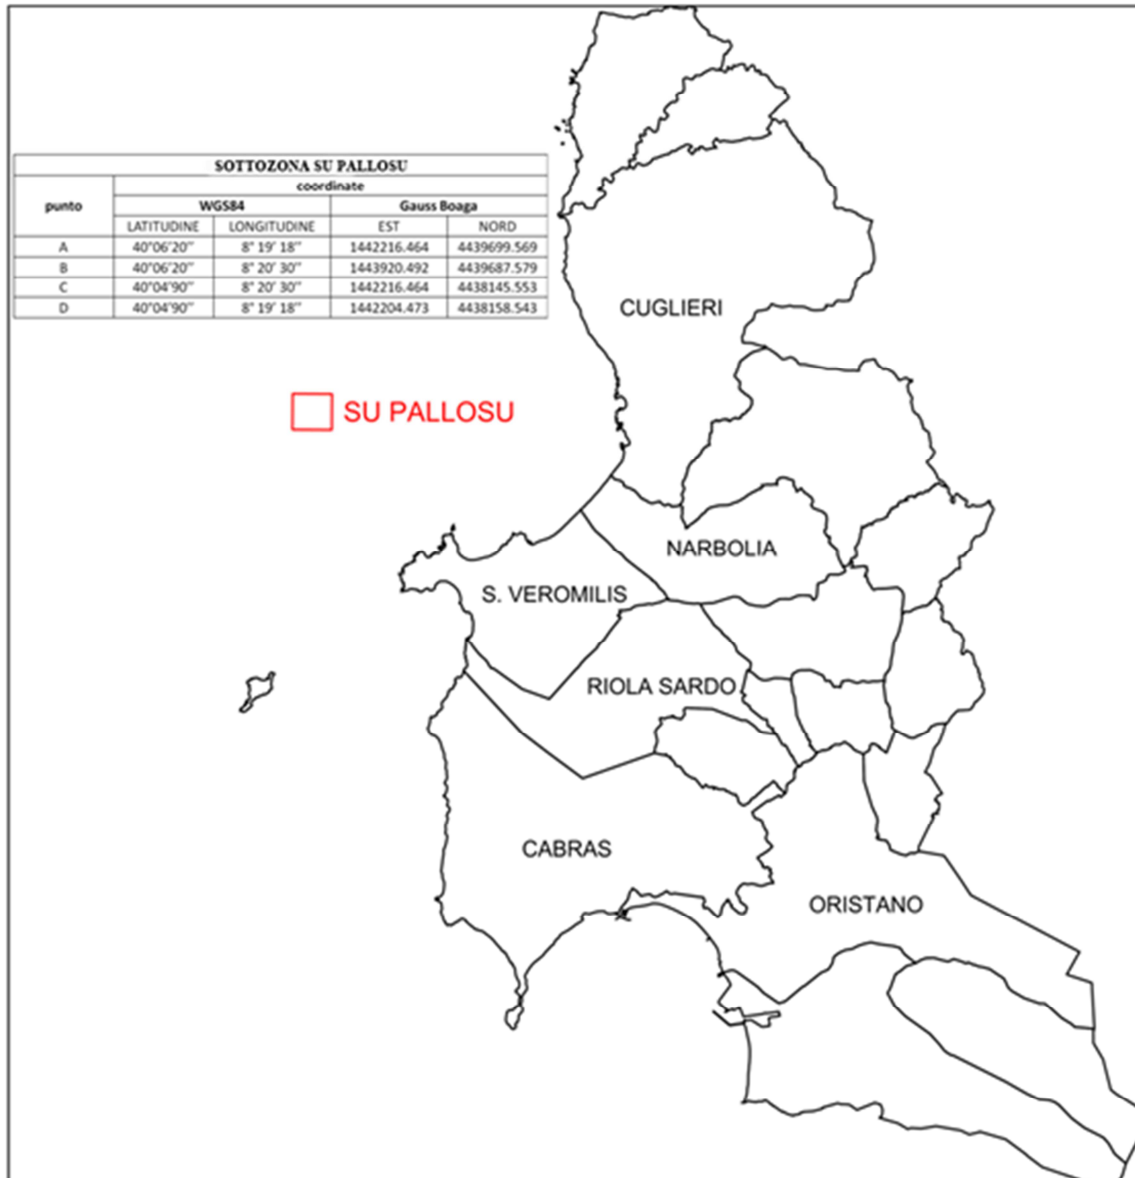 SOTTOZONA SU PALLOSU
punto
coordinate
WGS84 Gauss Boaga
LATITUDINE LONGITUDINE EST NORD
A 40°06'20" 8° 19' 18" 1442216.464 4439699.569
B 40°06'20" 8° 20' 30" 1443920.492 4439687.579
C 40°04'90" 8° 20' 30" 1442216.464 4438145.553
D 40°04'90" 8° 19' 18" 1442204.473 4438158.543
CUGLIERI
SU PALLOSU
NARBOLIA
S. VEROMILIS
RIOLA SARDO
CABRAS
ORISTANO